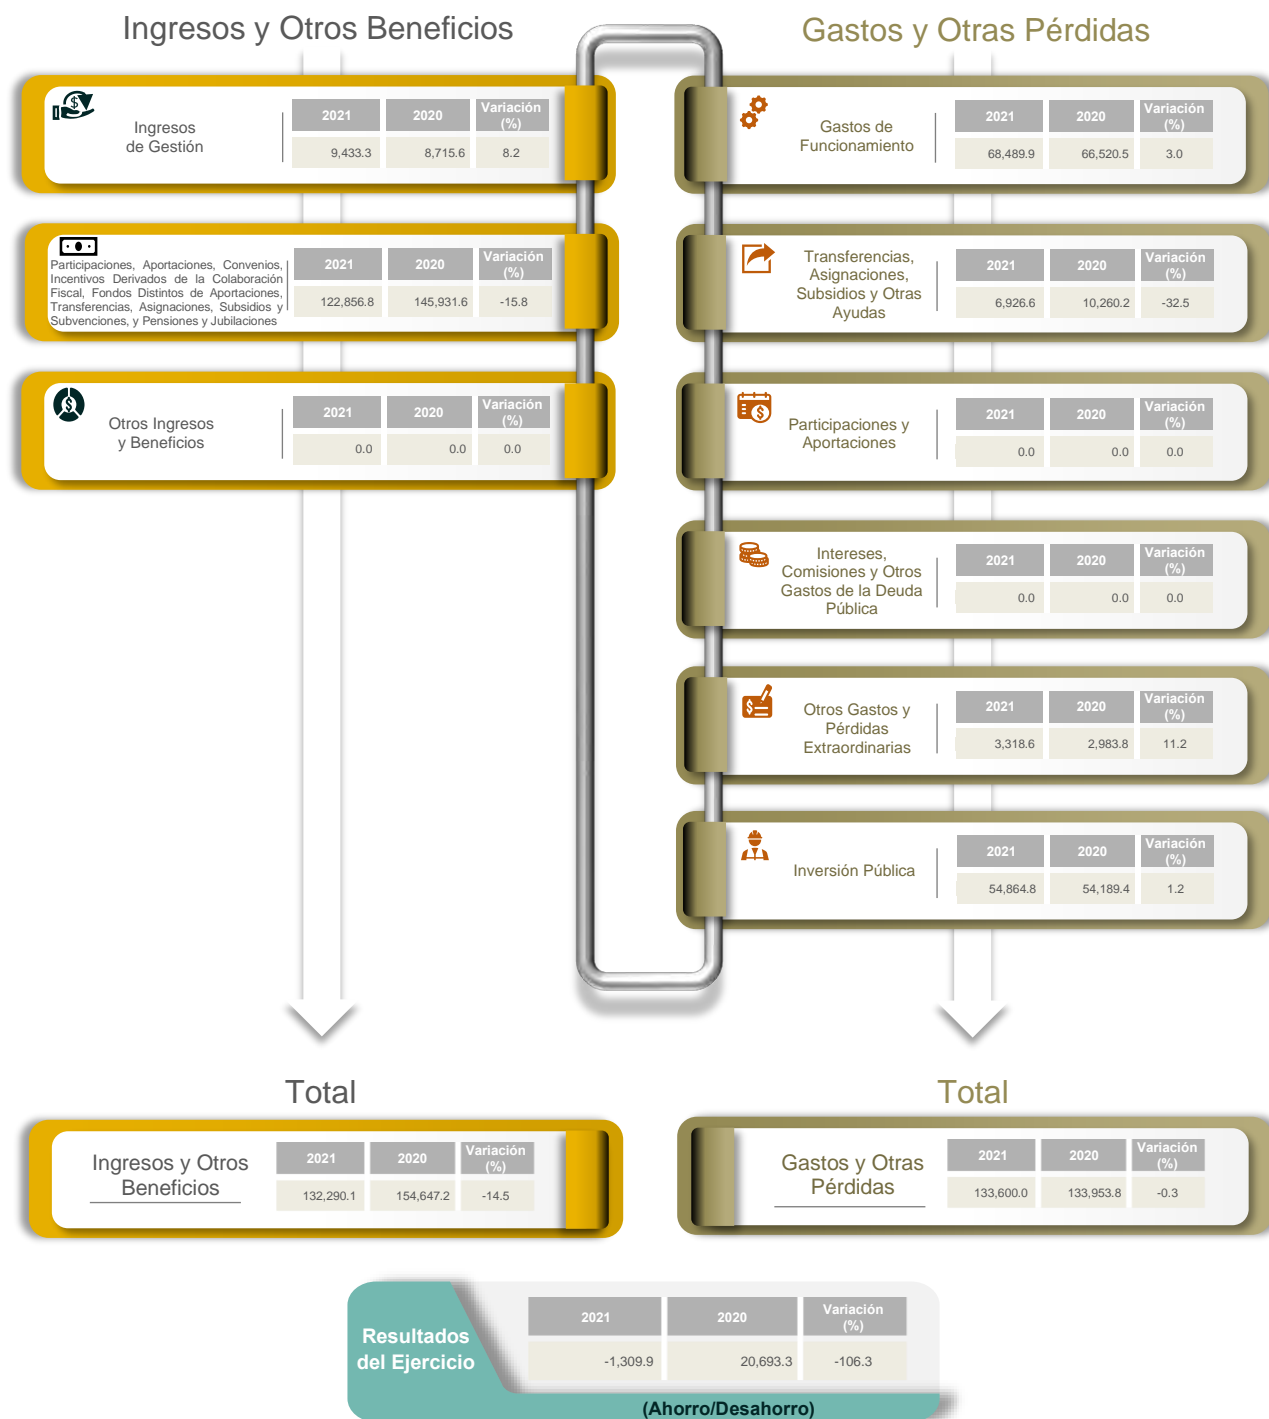 Ingresos y Otros Beneficios
Ingresos
de Gestión
2021 2020 Variación
(%)
9,433.3 8,715.6 8.2
Participaciones, Aportaciones, Convenios,
Incentivos Derivados de la Colaboración
Fiscal, Fondos Distintos de Aportaciones,
Transferencias, Asignaciones, Subsidios y
Subvenciones, y Pensiones y Jubilaciones
2021 2020 Variación
(%)
122,856.8 145,931.6 -15.8
Otros Ingresos
y Beneficios
2021 2020 Variación
(%)
0.0 0.0 0.0
Gastos y Otras Pérdidas
Gastos de
Funcionamiento
2021 2020 Variación
(%)
68,489.9 66,520.5 3.0
Transferencias,
Asignaciones,
Subsidios y Otras
Ayudas
2021 2020 Variación
(%)
6,926.6 10,260.2 -32.5
Participaciones y
Aportaciones
2021 2020 Variación
(%)
0.0 0.0 0.0
Intereses,
Comisiones y Otros
Gastos de la Deuda
Pública
2021 2020 Variación
(%)
0.0 0.0 0.0
Otros Gastos y
Pérdidas
Extraordinarias
2021 2020 Variación
(%)
3,318.6 2,983.8 11.2
Inversión Pública
2021 2020 Variación
(%)
54,864.8 54,189.4 1.2
Total
Ingresos y Otros
Beneficios
2021 2020 Variación
(%)
132,290.1 154,647.2 -14.5
Total
Gastos y Otras
Pérdidas
2021 2020 Variación
(%)
133,600.0 133,953.8 -0.3
Resultados
del Ejercicio
2021 2020 Variación
(%)
-1,309.9 20,693.3 -106.3
(Ahorro/Desahorro)